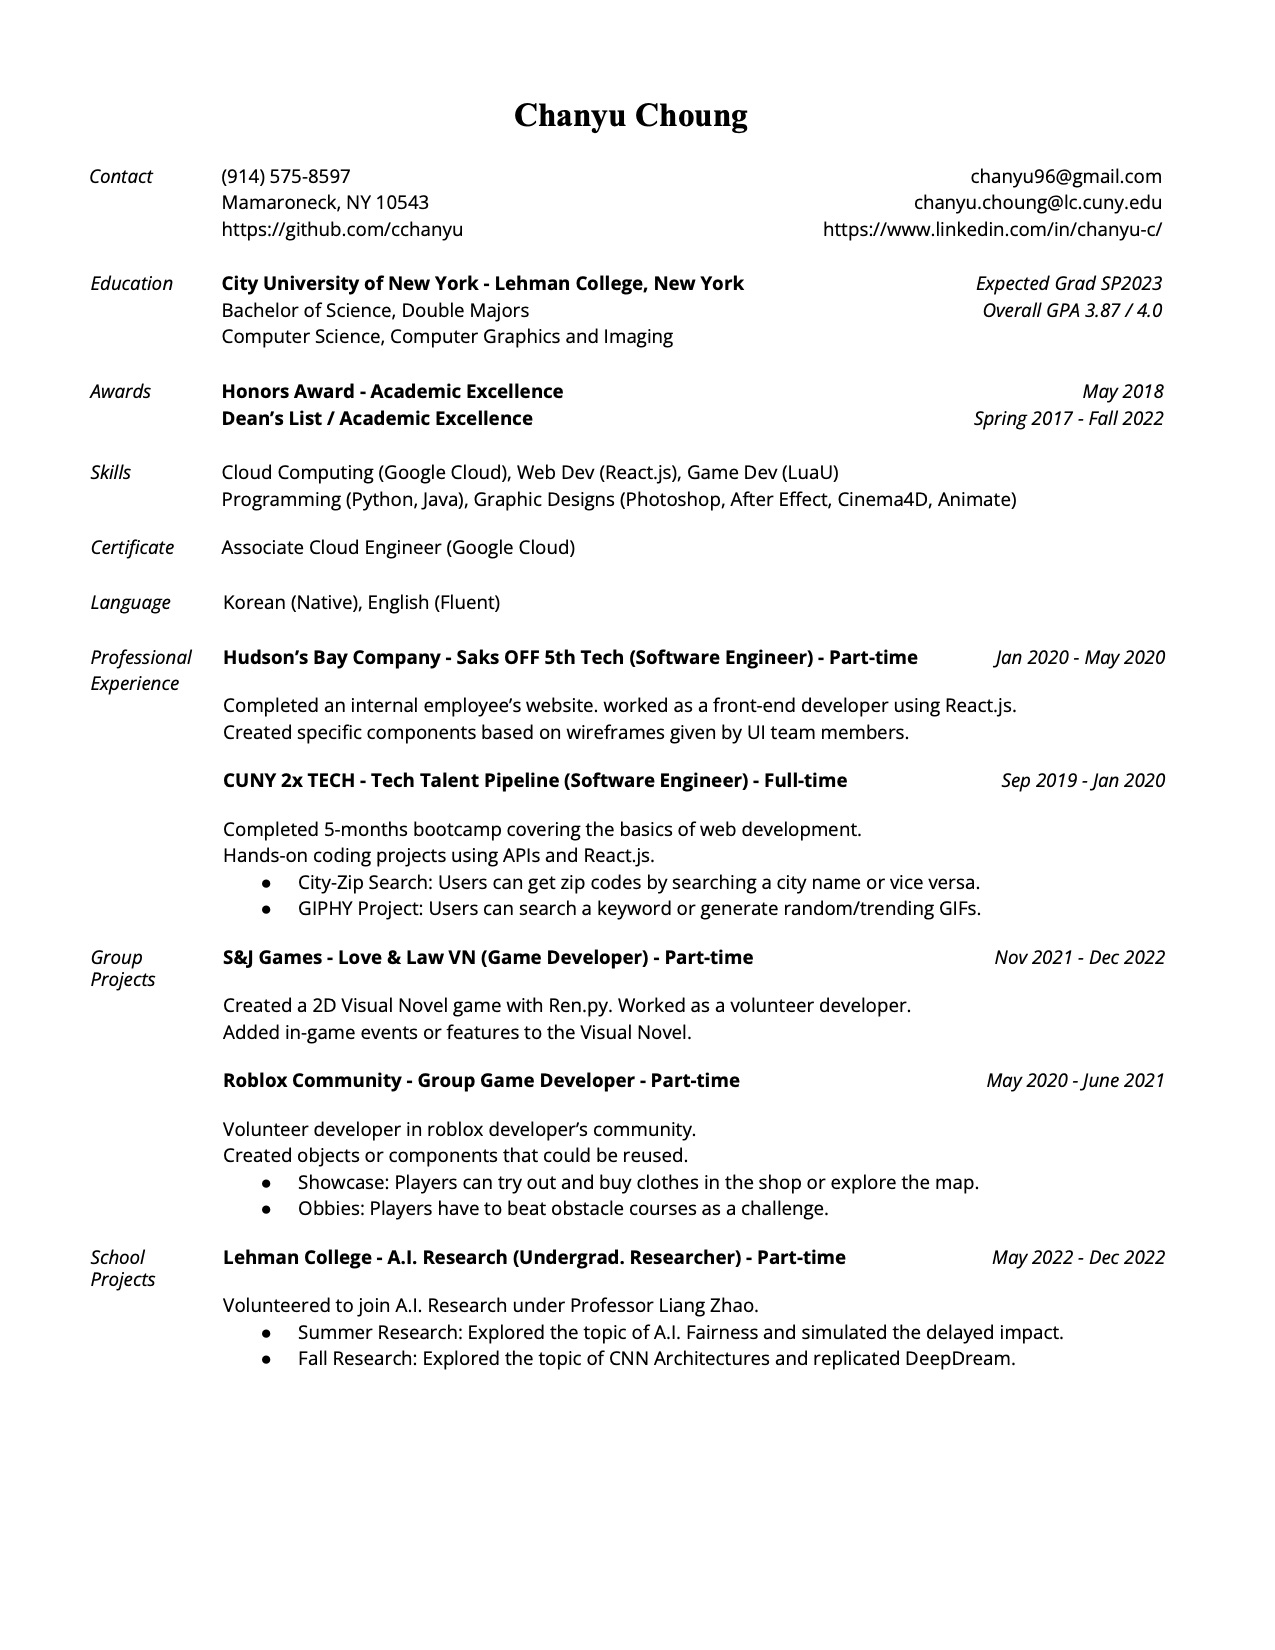 Chanyu Choung
Contact (914) 575-8597 chanyu96@gmail.com
Mamaroneck, NY 10543 chanyu.choung@lc.cuny.edu
https://github.com/cchanyu https://www.linkedin.com/in/chanyu-c/
Education City University of New York - Lehman College, New York Expected Grad SP2023
Bachelor of Science, Double Majors Overall GPA 3.87 / 4.0
Computer Science, Computer Graphics and Imaging
Awards Honors Award - Academic Excellence May 2018
Dean’s List / Academic Excellence Spring 2017 - Fall 2022
Skills Cloud Computing (Google Cloud), Web Dev (React.js), Game Dev (LuaU)
Programming (Python, Java), Graphic Designs (Photoshop, After Effect, Cinema4D, Animate)
Certificate Associate Cloud Engineer (Google Cloud)
Language Korean (Native), English (Fluent)
Professional Hudson’s Bay Company - Saks OFF 5th Tech (Software Engineer) - Part-time Jan 2020 - May 2020
Experience
Completed an internal employee’s website. worked as a front-end developer using React.js.
Created specific components based on wireframes given by UI team members.
CUNY 2x TECH - Tech Talent Pipeline (Software Engineer) - Full-time Sep 2019 - Jan 2020
Completed 5-months bootcamp covering the basics of web development.
Hands-on coding projects using APIs and React.js.
● City-Zip Search: Users can get zip codes by searching a city name or vice versa.
● GIPHY Project: Users can search a keyword or generate random/trending GIFs.
Group S&J Games - Love & Law VN (Game Developer) - Part-time Nov 2021 - Dec 2022
Projects
Created a 2D Visual Novel game with Ren.py. Worked as a volunteer developer.
Added in-game events or features to the Visual Novel.
Roblox Community - Group Game Developer - Part-time May 2020 - June 2021
Volunteer developer in roblox developer’s community.
Created objects or components that could be reused.
● Showcase: Players can try out and buy clothes in the shop or explore the map.
● Obbies: Players have to beat obstacle courses as a challenge.
School Lehman College - A.I. Research (Undergrad. Researcher) - Part-time May 2022 - Dec 2022
Projects
Volunteered to join A.I. Research under Professor Liang Zhao.
● Summer Research: Explored the topic of A.I. Fairness and simulated the delayed impact.
● Fall Research: Explored the topic of CNN Architectures and replicated DeepDream.